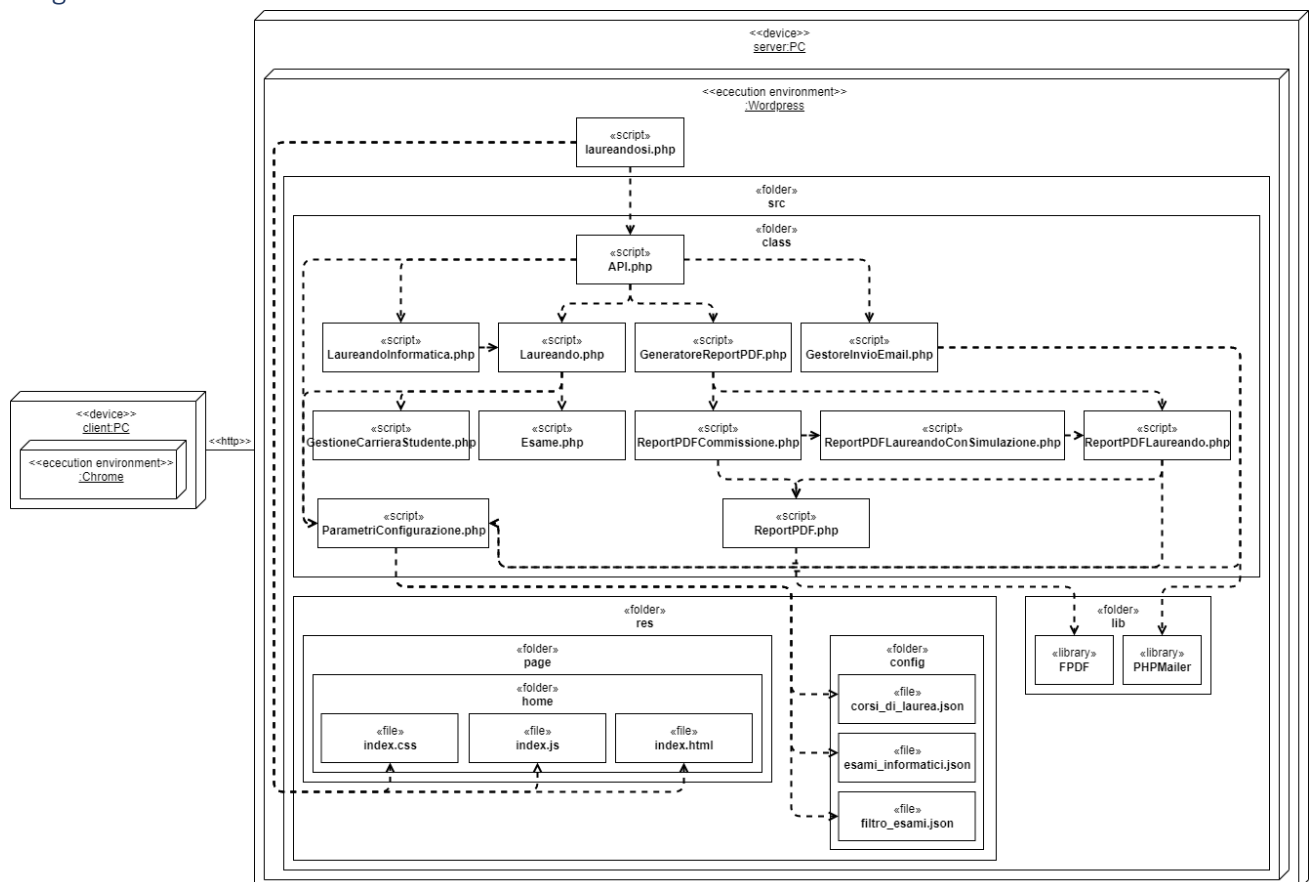 <<device>>
server:PC
<<ececution environment>>
:Wordpress
«script»
laureandosi.php
«folder»
src
«folder»
class
«script»
API.php
«script»
LaureandoInformatica.php
«script»
Laureando.php
«script»
GeneratoreReportPDF.php
«script»
GestoreInvioEmail.php
<<device>>
client:PC
<<ececution environment>>
:Chrome
<<http>>
«script»
GestioneCarrieraStudente.php
«script»
Esame.php
«script»
ReportPDFCommissione.php
«script»
ReportPDFLaureandoConSimulazione.php
«script»
ReportPDFLaureando.php
«script»
ParametriConfigurazione.php
«script»
ReportPDF.php
«folder»
res
«folder»
page
«folder»
home
«file»
index.css
«file»
index.js
«file»
index.html
«folder»
config
«file»
corsi_di_laurea.json
«file»
esami_informatici.json
«file»
filtro_esami.json
«folder»
lib
«library»
FPDF
«library»
PHPMailer